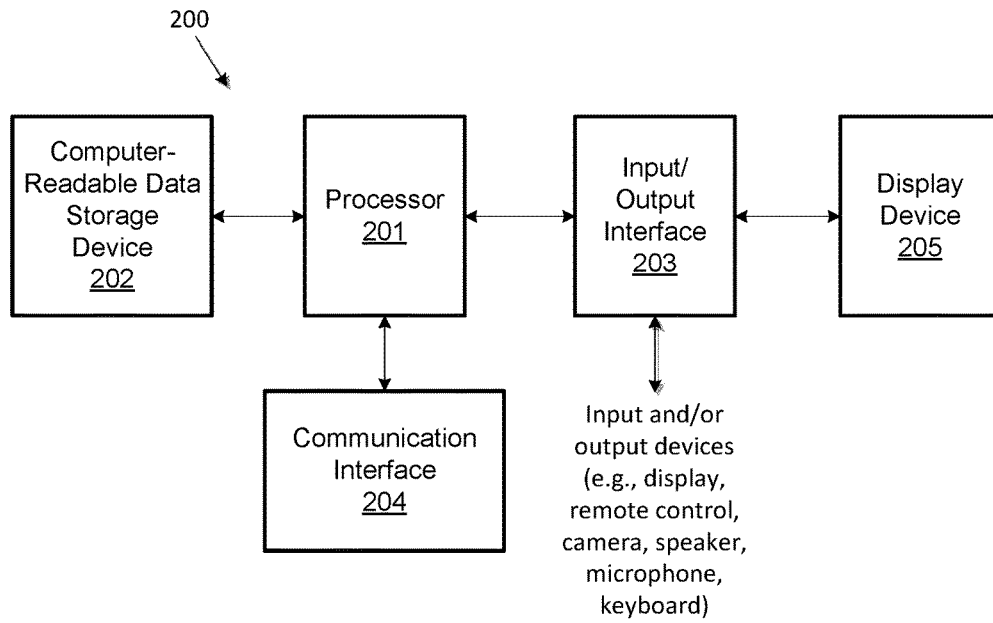 200
Computer-
Readable Data
Storage
Device
202
Processor
201
Input/
Output
Interface
203
Display
Device
205
Communication
Interface
204
Input and/or
output devices
(e.g., display,
remote control,
camera, speaker,
microphone,
keyboard)